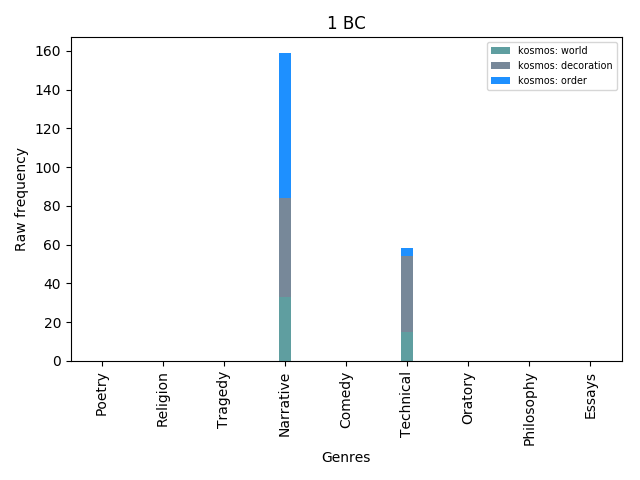 1 BC
kosmos: world
kosmos: decoration
kosmos: order
Raw frequency
160
140
120
100
80
60
40
20
0
Poetry
Religion
Tragedy
Narrative
Comedy
Technical
Oratory
Philosophy
Essays
Genres